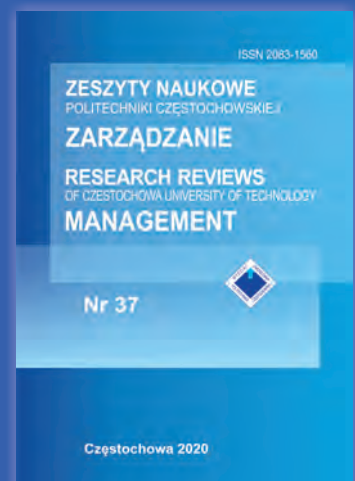 ISSN 2083-1560
ZESZYTY NAUKOWE
POLITECHNIKI CZĘSTOCHOWSKIEJ
ZARZĄDZANIE
RESEARCH REVIEWS
OF CZESTOCHOWA UNIVERSITY OF TECHNOLOGY
MANAGEMENT
Nr 37
Częstochowa 2020